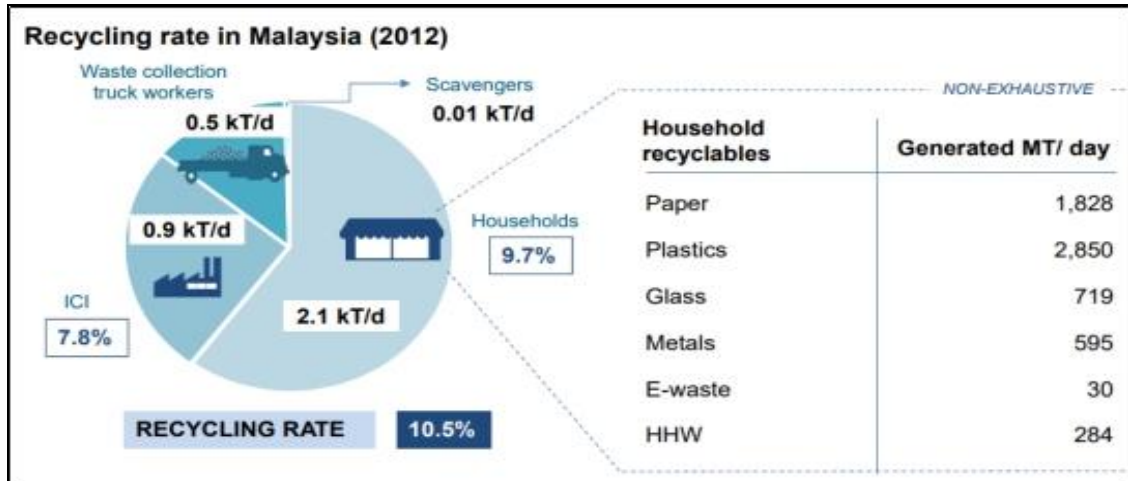 Recycling rate in Malaysia (2012)
Waste collection
truck workers
Scavengers
0.01 kT/d
0.5 kT/d
0.9 kT/d
ICI
7.8%
2.1 kT/d
Households
9.7%
RECYCLING RATE 10.5%
NON-EXHAUSTIVE
Household
recyclables
Generated MT/ day
Paper 1,828
Plastics 2,850
Glass 719
Metals 595
E-waste 30
HHW 284